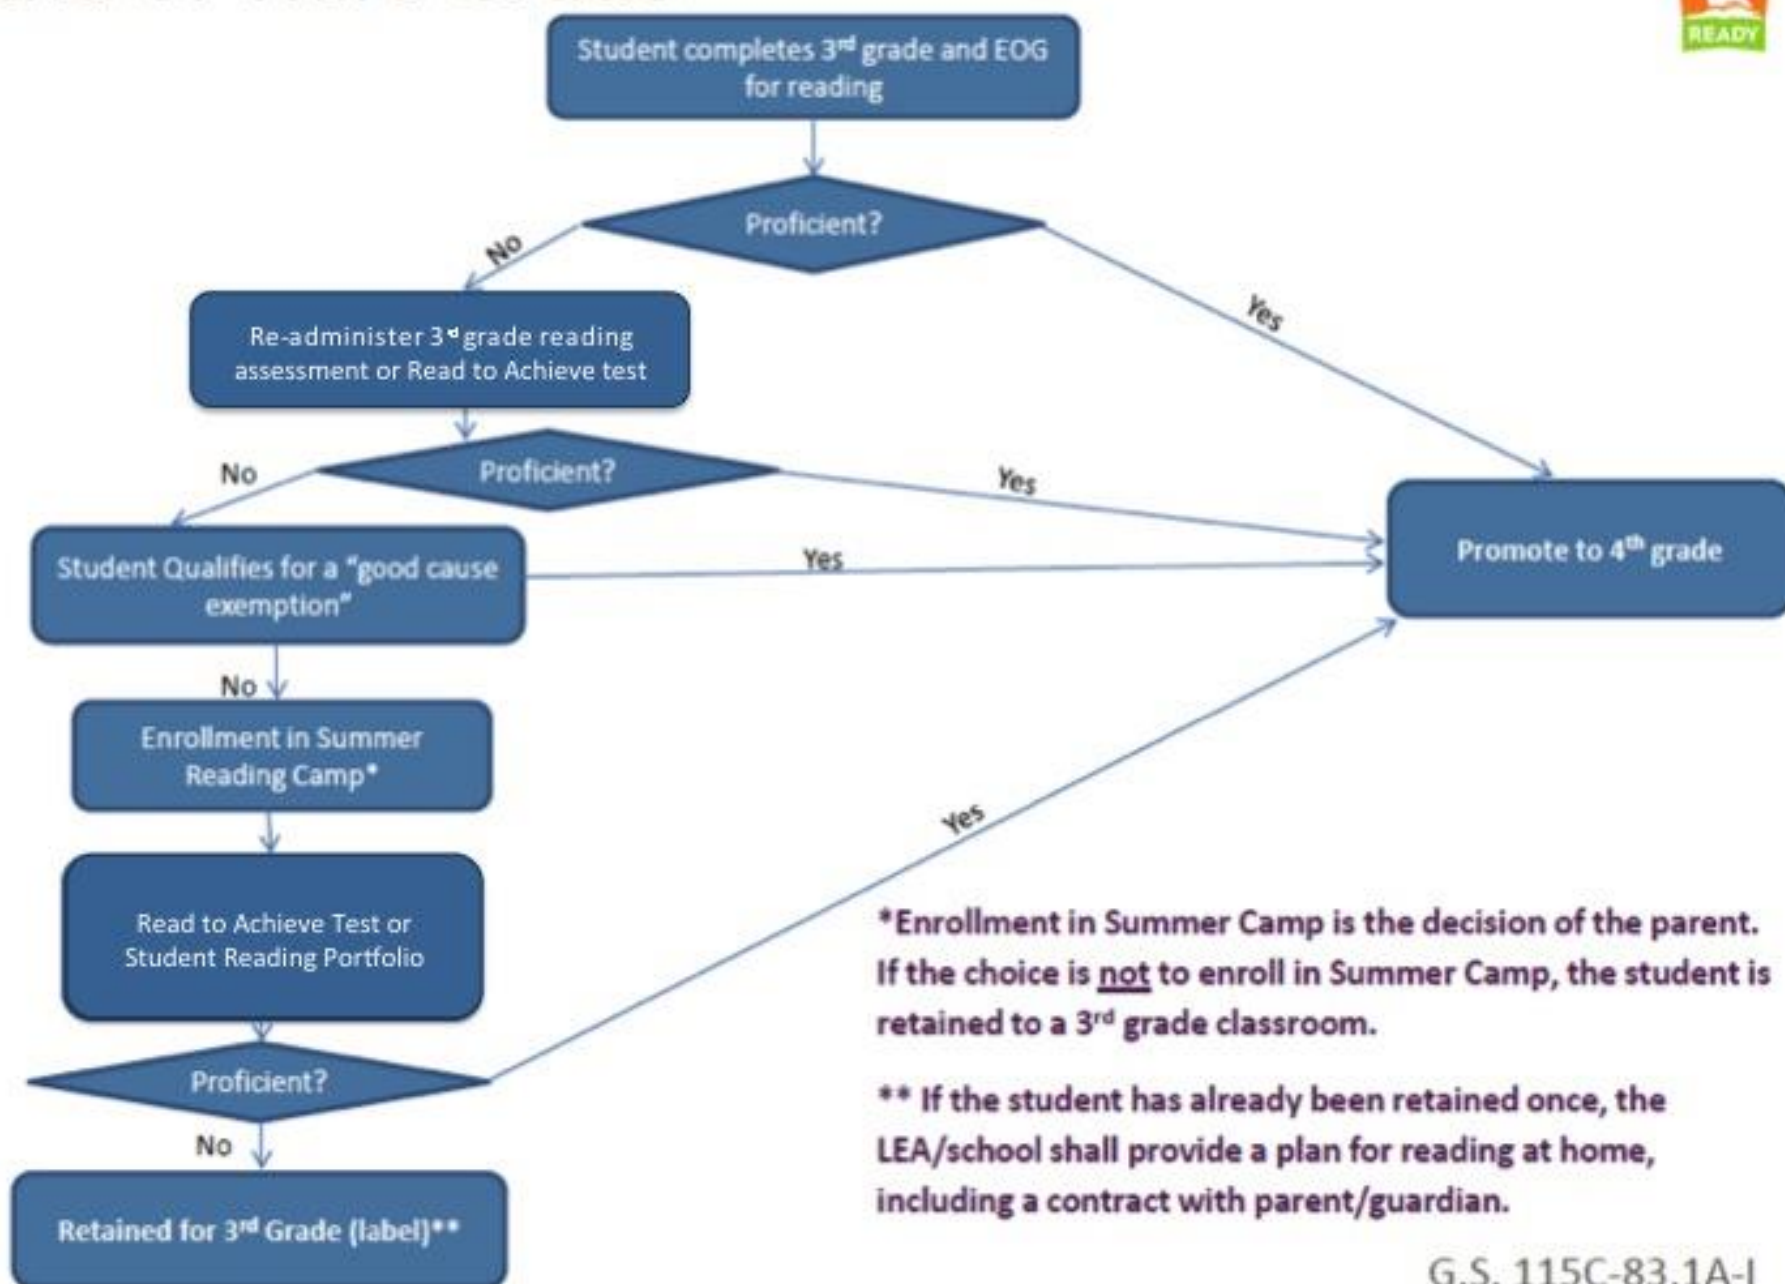 READY
Student completes 3rd grade and EOG
for reading
Proficient?
No
Yes
Re-administer 3rd grade reading
assessment or Read to Achieve test
Proficient?
No
Yes
Student Qualifies for a "good cause
exemption"
Yes
Promote to 4th grade
No
Enrollment in Summer
Reading Camp*
Read to Achieve Test or
Student Reading Portfolio
Yes
Proficient?
No
Retained for 3rd Grade (label)**
*Enrollment in Summer Camp is the decision of the parent.
If the choice is not to enroll in Summer Camp, the student is
retained to a 3rd grade classroom.
** If the student has already been retained once, the
LEA/school shall provide a plan for reading at home,
including a contract with parent/guardian.
G.S. 115C-83.1A-I